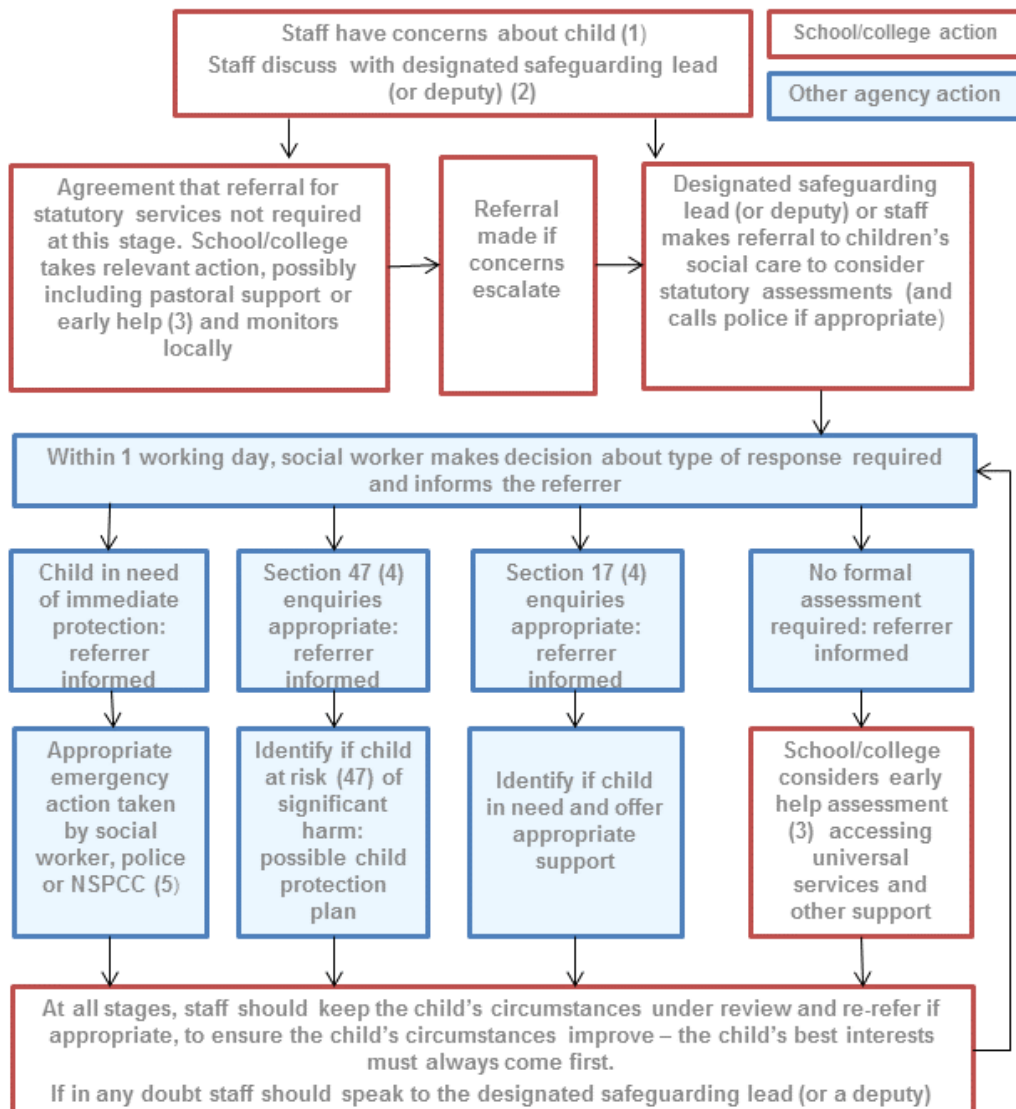 Staff have concerns about child (1)
Staff discuss with designated safeguarding lead
(or deputy) (2)
School/college action
Other agency action
Agreement that referral for
statutory services not required
at this stage. School/college
takes relevant action, possibly
including pastoral support or
early help (3) and monitors
locally
Referral
made if
concerns
escalate
Designated safeguarding
lead (or deputy) or staff
makes referral to children's
social care to consider
statutory assessments (and
calls police if appropriate)
Within 1 working day, social worker makes decision about type of response required
and informs the referrer
Child in need
of immediate
protection:
referrer
informed
Section 47 (4)
enquiries
appropriate:
referrer
informed
Section 17 (4)
enquiries
appropriate:
referrer
informed
No formal
assessment
required: referrer
informed
Appropriate
emergency
action taken
by social
worker, police
or NSPCC (5)
Identify if child
at risk (47) of
significant
harm:
possible child
protection
plan
Identify if child
in need and offer
appropriate
support
School/college
considers early
help assessment
(3) accessing
universal
services and
other support
At all stages, staff should keep the child's circumstances under review and re-refer if
appropriate, to ensure the child's circumstances improve – the child's best interests
must always come first.
If in any doubt staff should speak to the designated safeguarding lead (or a deputy)